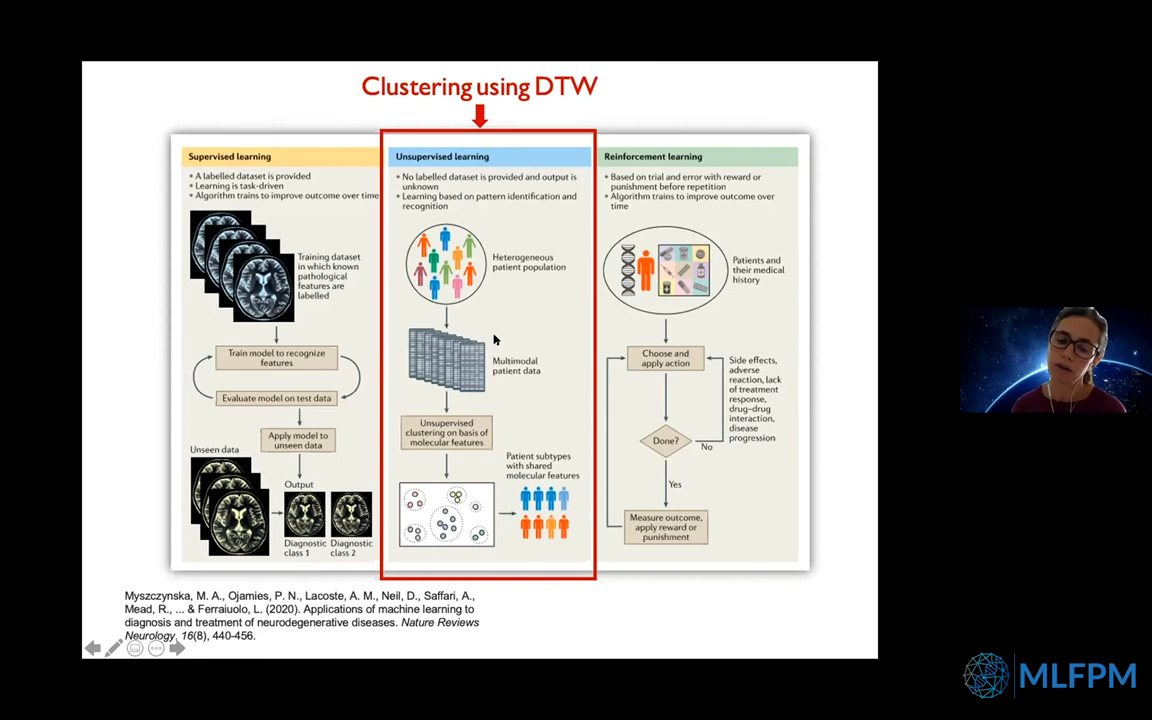 Clustering using DTW
Supervised learning
• A labelled dataset is provided
• Learning is task-driven
• Algorithm trains to improve outcome over time
Training dataset
in which known
pathological
features are
labelled
Train model to recognize
features
Evaluate model on test data
Apply model to
unseen data
Unseen data
Output
Diagnostic
class 1
Diagnostic
class 2
Unsupervised learning
• No labelled dataset is provided and output is
unknown
• Learning based on pattern identification and
recognition
Heterogeneous
patient population
Multimodal
patient data
Unsupervised
clustering on basis of
molecular features
Patient subtypes
with shared
molecular features
Reinforcement learning
• Based on trial and error with reward or
punishment before repetition
• Algorithm trains to improve outcome over
time
Patients and
their medical
history
Choose and
apply action
Side effects,
adverse
reaction, lack
of treatment
response,
drug–drug
interaction,
disease
progression
Done?
No
Yes
Measure outcome,
apply reward or
punishment
Myszczynska, M. A., Ojamies, P. N., Lacoste, A. M., Neil, D., Saffari, A.,
Mead, R., ... & Ferraiuolo, L. (2020). Applications of machine learning to
diagnosis and treatment of neurodegenerative diseases. Nature Reviews
Neurology, 16(8), 440-456.
MLFPM